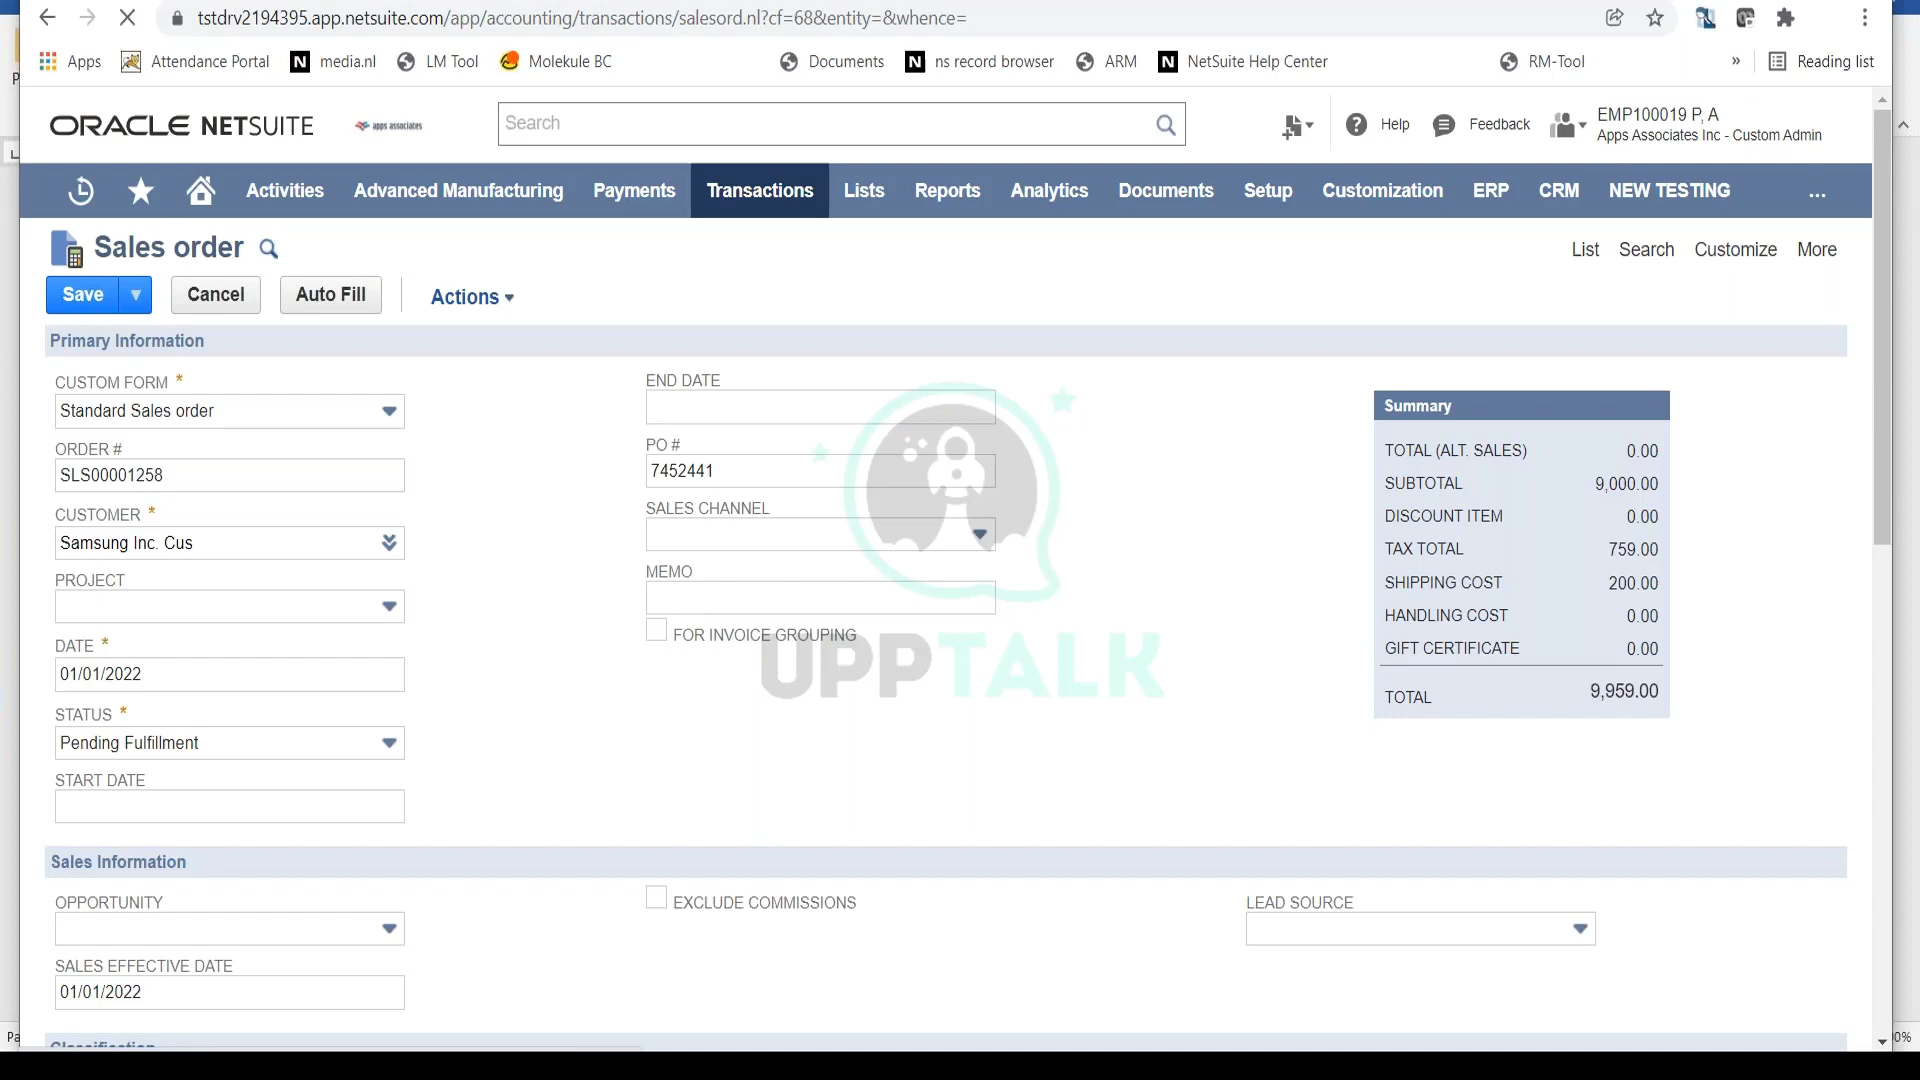 tstdrv2194395.app.netsuite.com/app/accounting/transactions/salesord.nl?cf=68&entity=&whence=
Apps Attendance Portal media.nl LM Tool Molekule BC Documents ns record browser ARM NetSuite Help Center RM-Tool » Reading list
ORACLE NETSUITE apps associates Search Help Feedback EMP100019 P, A
Apps Associates Inc - Custom Admin
Activities Advanced Manufacturing Payments Transactions Lists Reports Analytics Documents Setup Customization ERP CRM NEW TESTING ...
Sales order List Search Customize More
Save Cancel Auto Fill Actions
Primary Information
CUSTOM FORM *
Standard Sales order
ORDER #
SLS00001258
CUSTOMER *
Samsung Inc. Cus
PROJECT
DATE *
01/01/2022
STATUS *
Pending Fulfillment
START DATE
END DATE
PO #
7452441
SALES CHANNEL
MEMO
FOR INVOICE GROUPING
UPPTALK
Summary
TOTAL (ALT. SALES) 0.00
SUBTOTAL 9,000.00
DISCOUNT ITEM 0.00
TAX TOTAL 759.00
SHIPPING COST 200.00
HANDLING COST 0.00
GIFT CERTIFICATE 0.00
TOTAL 9,959.00
Sales Information
OPPORTUNITY
SALES EFFECTIVE DATE
01/01/2022
EXCLUDE COMMISSIONS
LEAD SOURCE
Classification